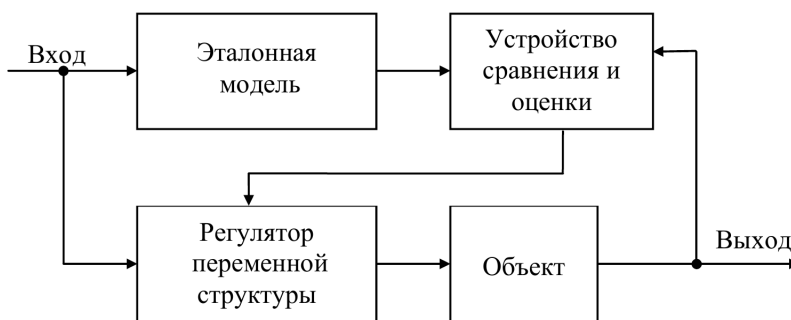 Вход
Эталонная
модель
Устройство
сравнения и
оценки
Регулятор
переменной
структуры
Объект
Выход